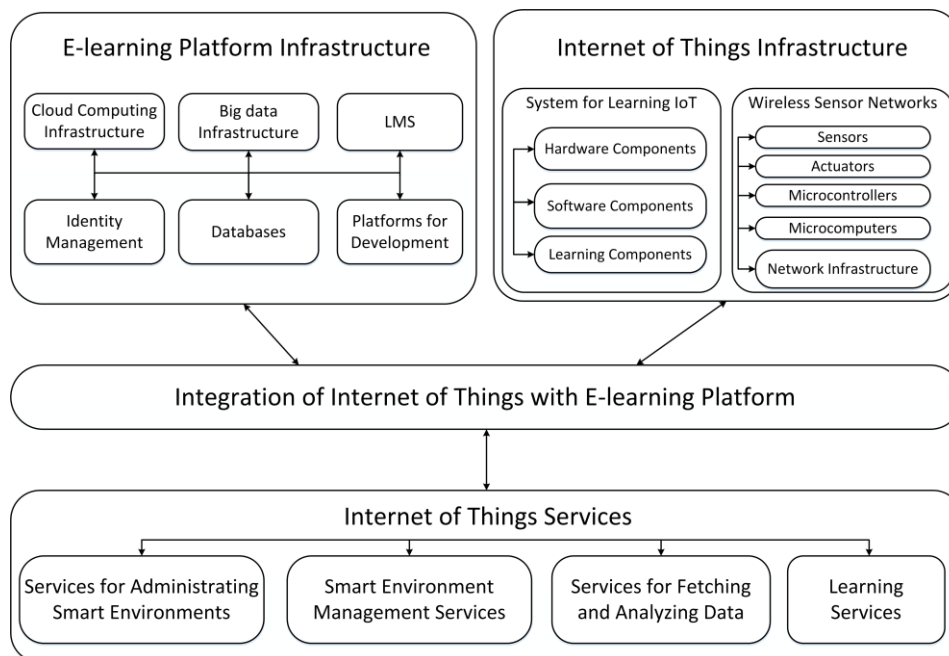 E-learning Platform Infrastructure
Cloud Computing
Infrastructure
Big data
Infrastructure
LMS
Identity
Management
Databases
Platforms for
Development
Internet of Things Infrastructure
System for Learning IoT
Hardware Components
Software Components
Learning Components
Wireless Sensor Networks
Sensors
Actuators
Microcontrollers
Microcomputers
Network Infrastructure
Integration of Internet of Things with E-learning Platform
Internet of Things Services
Services for Administrating
Smart Environments
Smart Environment
Management Services
Services for Fetching
and Analyzing Data
Learning
Services